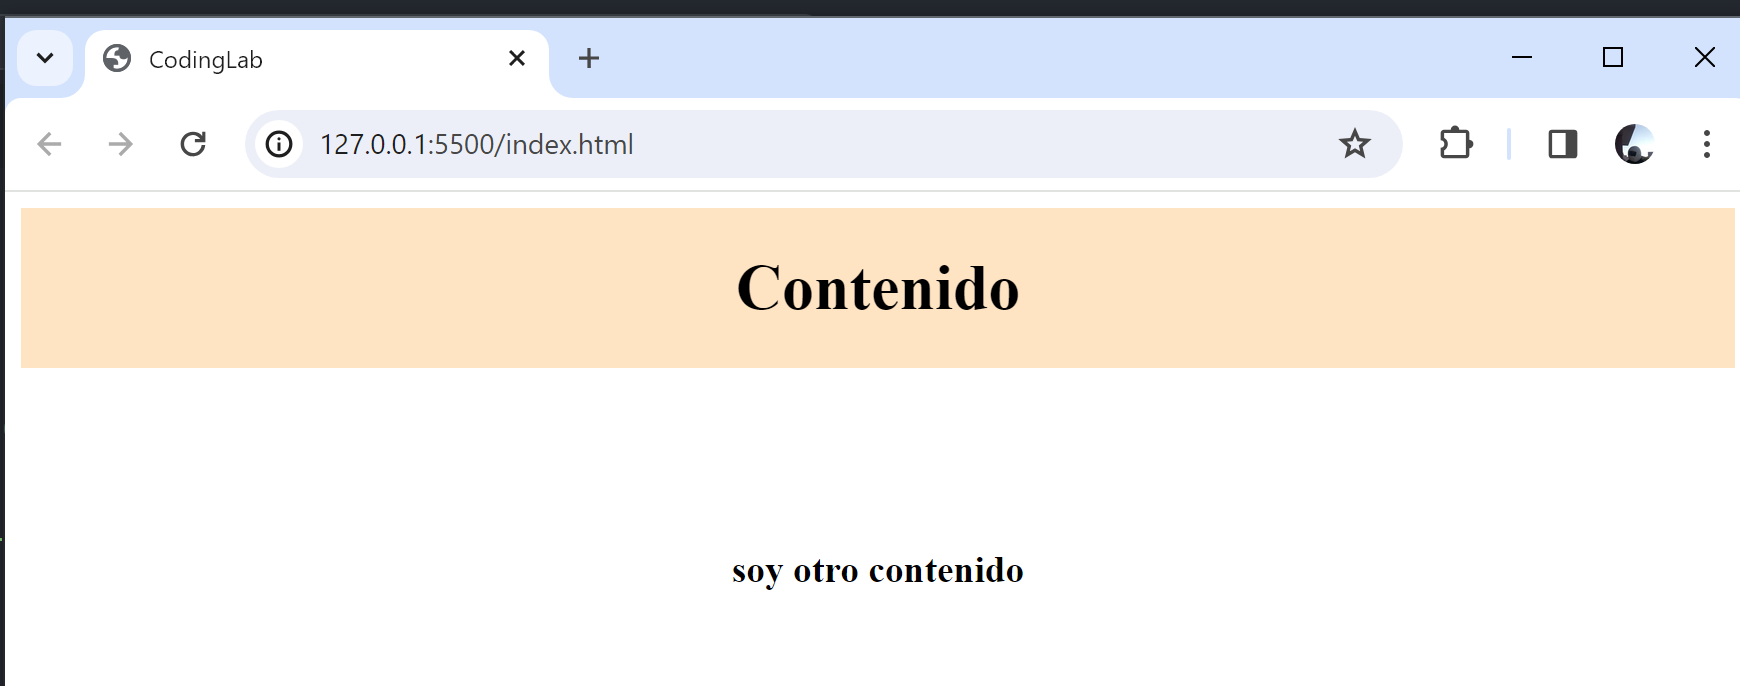 CodingLab
127.0.0.1:5500/index.html
Contenido
soy otro contenido